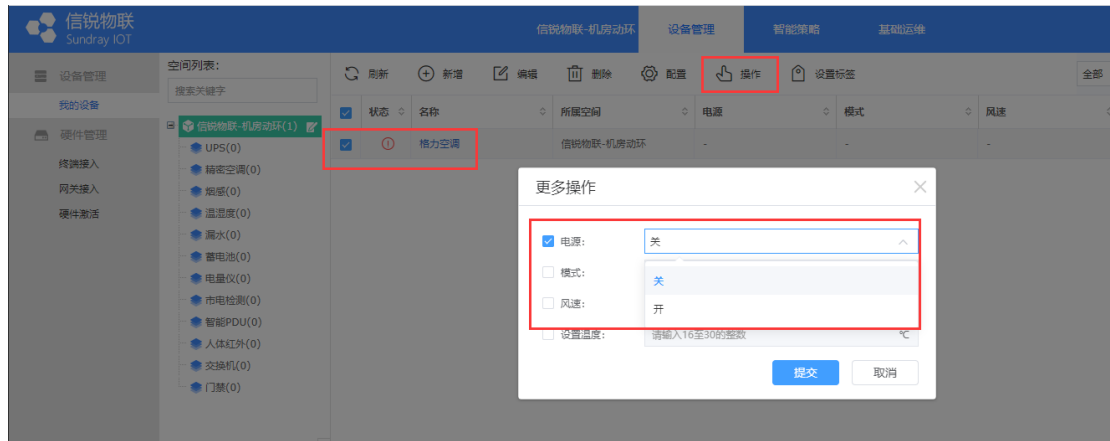 信锐物联
Sundray IOT
信锐物联-机房动环
设备管理
智能策略
基础运维
设备管理
我的设备
硬件管理
终端接入
网关接入
硬件激活
空间列表：
搜索关键字
信锐物联-机房动环(1)
UPS(0)
精密空调(0)
烟感(0)
温湿度(0)
漏水(0)
蓄电池(0)
电量仪(0)
市电检测(0)
智能PDU(0)
人体红外(0)
交换机(0)
门禁(0)
刷新 新增 编辑 删除 配置 操作 设置标签 全部
状态 名称 所属空间 电源 模式 风速
格力空调 信锐物联-机房动环 - - -
更多操作
电源： 关
模式：
关
风速： 开
设置温度： 请输入16至30的整数 ℃
提交 取消